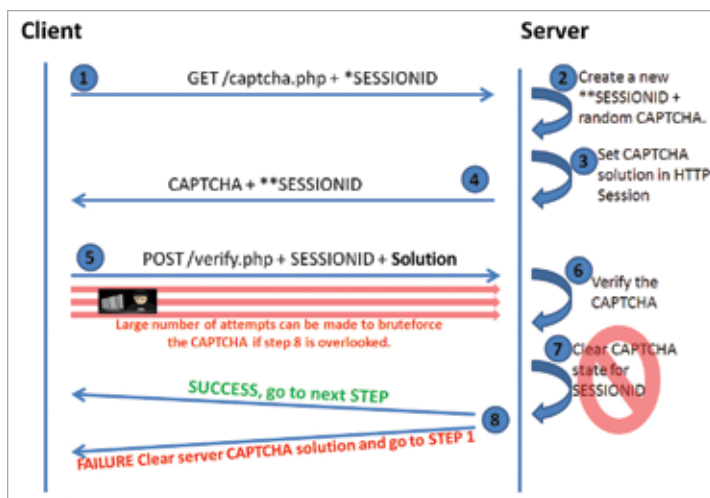 Client
Server
1
GET /captcha.php + *SESSIONID
2
Create a new
**SESSIONID +
random CAPTCHA.
3
Set CAPTCHA
solution in HTTP
Session
CAPTCHA + **SESSIONID
4
5
POST /verify.php + SESSIONID + Solution
6
Verify the
CAPTCHA
Large number of attempts can be made to bruteforce
the CAPTCHA if step 8 is overlooked.
7
Clear CAPTCHA
state for
SESSIONID
SUCCESS, go to next STEP
8
FAILURE Clear server CAPTCHA solution and go to STEP 1